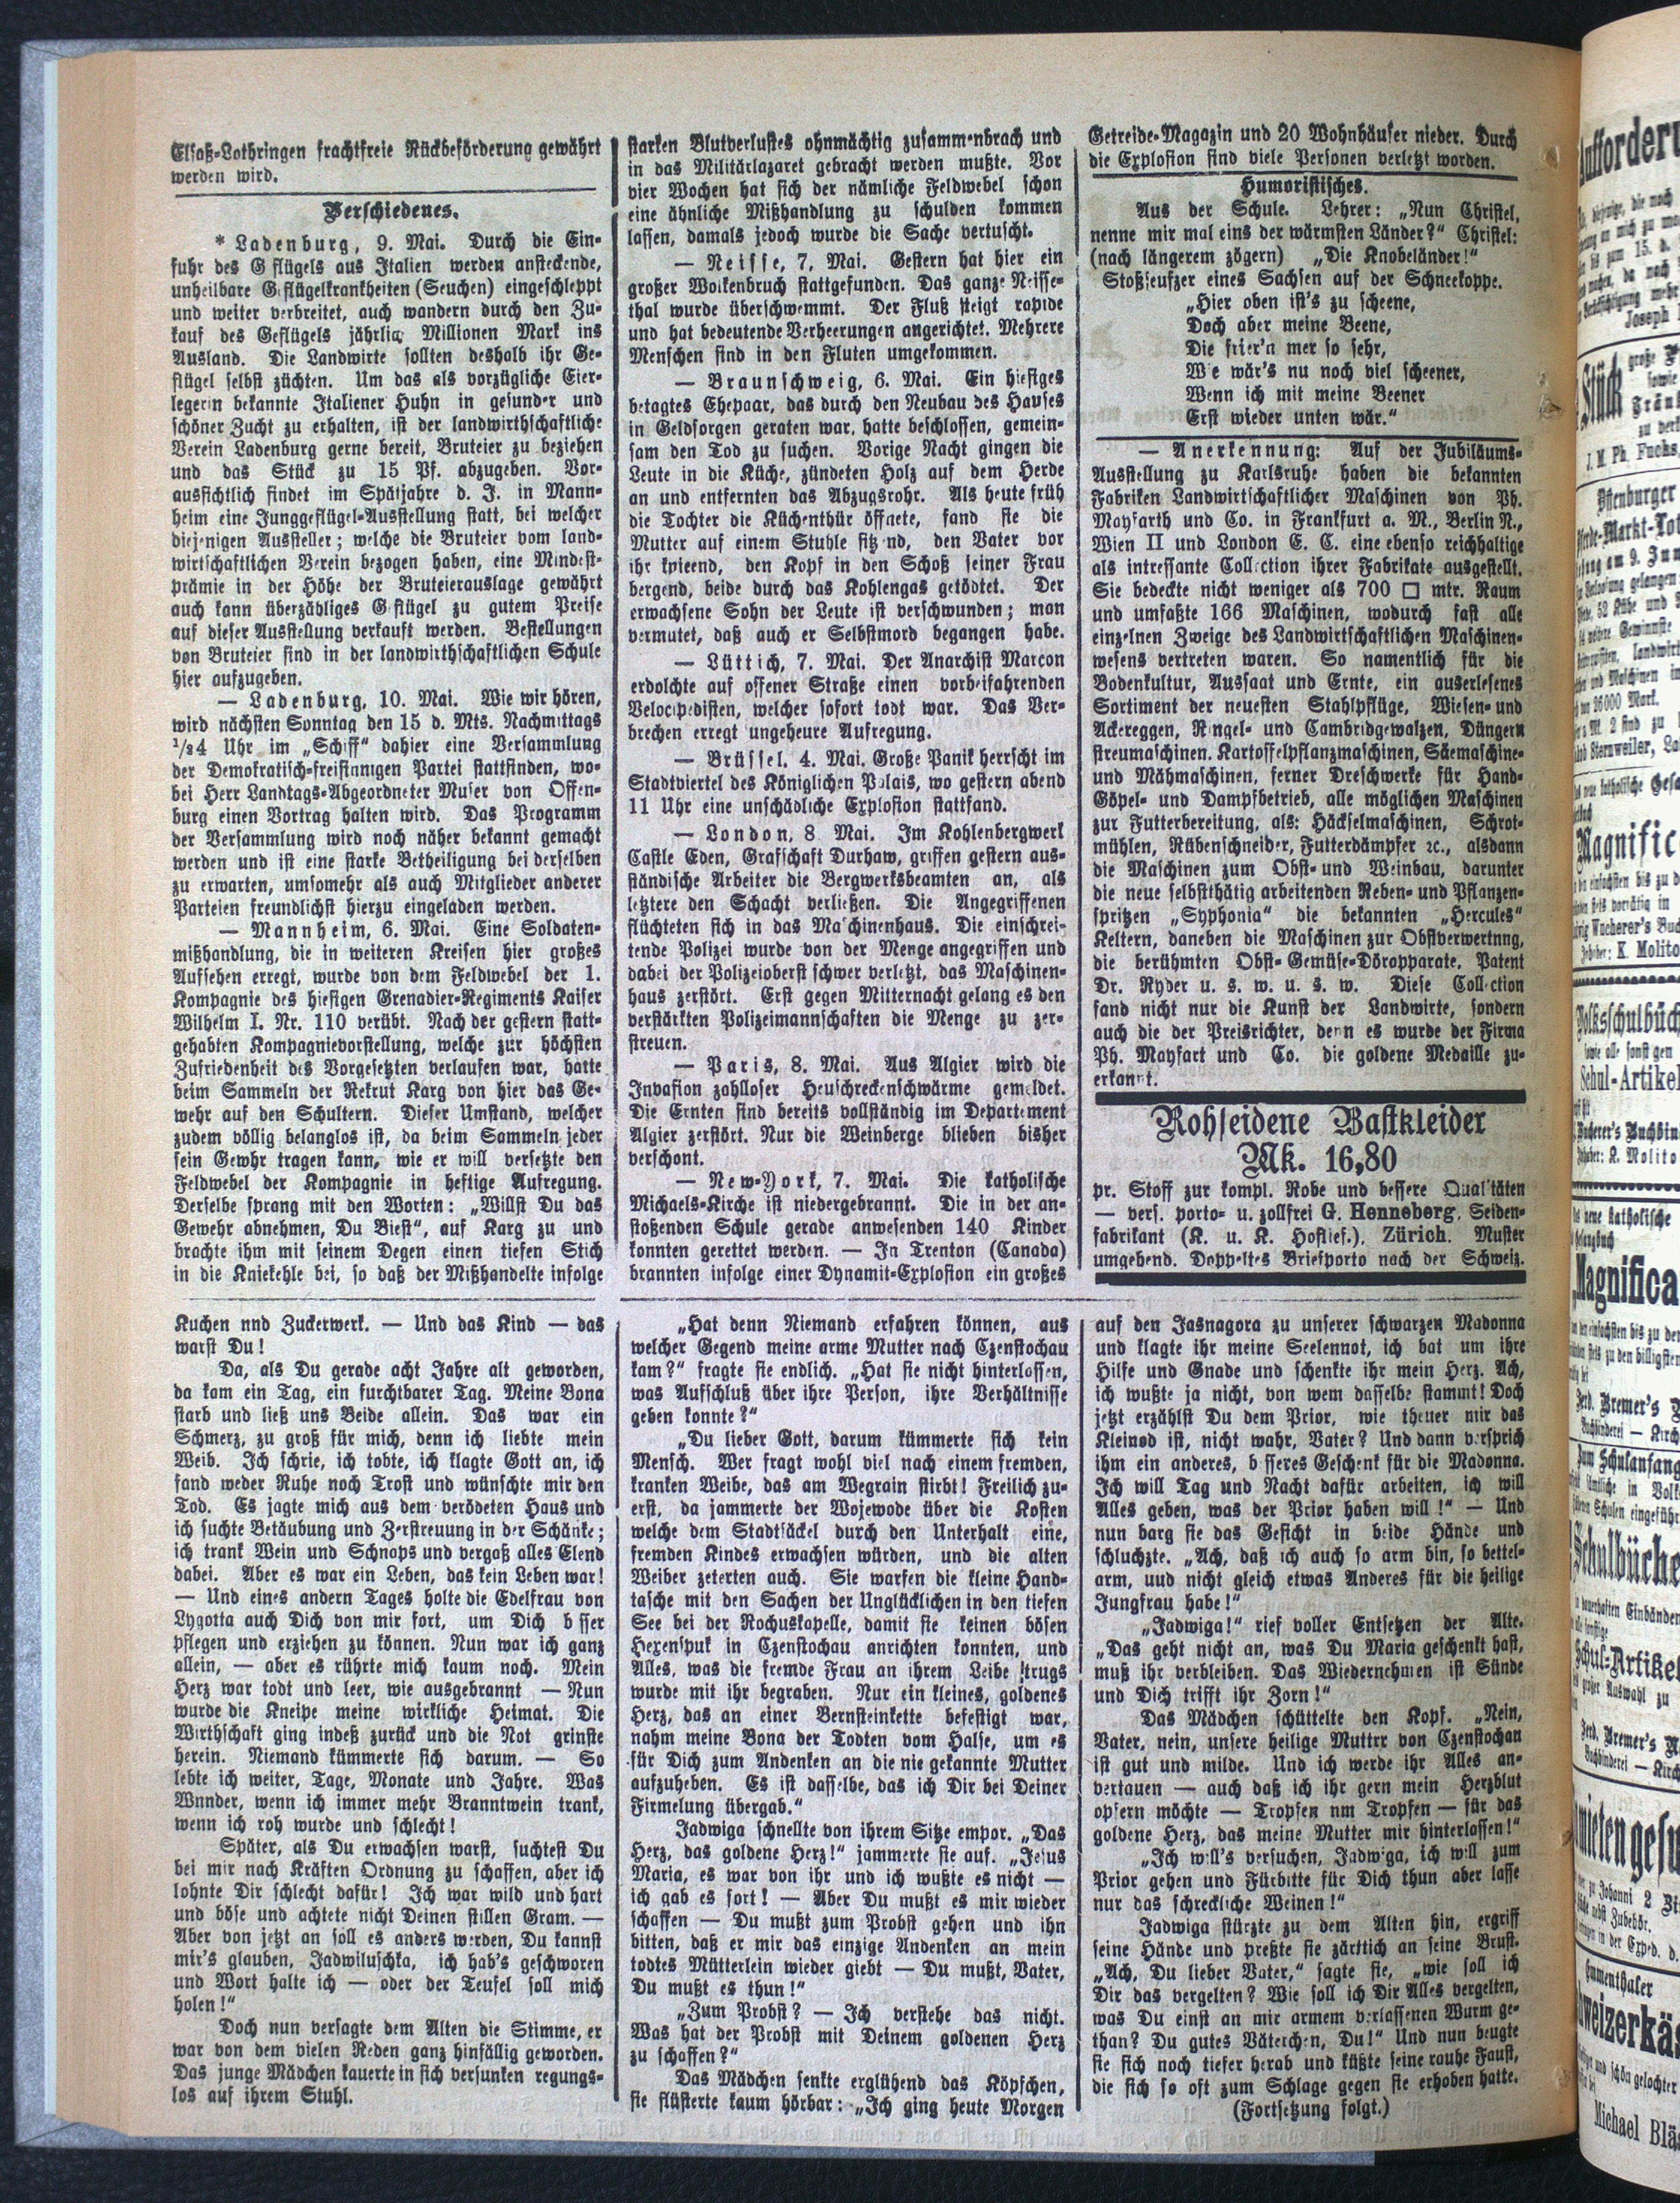 Elsaß-Lothringen frachtfreie Rückbeförderung gewährt
werden wird.
Verschiedenes.
* Ladenburg, 9. Mai. Durch die Ein-
fuhr des G flügels aus Italien werden ansteckende,
unheilbare G flügelkrankheiten (Seuchen) eingeschleppt
und weiter verbreitet, auch wandern durch den Zu-
kauf des Geflügels jährlic Millionen Mark ins
Ausland. Die Landwirte sollten deshalb ihr Ge-
flügel selbst züchten. Um das als vorzügliche Eier-
legerin bekannte Italiener Huhn in gesunder und
schöner Zucht zu erhalten, ist der landwirthschaftliche
Verein Ladenburg gerne bereit, Bruteier zu beziehen
und das Stück zu 15 Pf. abzugeben. Vor-
aussichtlich findet im Spätjahre d. J. in Mann-
heim eine Junggeflügel-Ausstellung statt, bei welcher
diejenigen Aussteller; welche die Bruteier vom land-
wirtschaftlichen Verein bezogen haben, eine Mindest-
prämie in der Höhe der Bruteierauslage gewährt
auch kann überzähliges G flügel zu gutem Preise
auf dieser Ausstellung verkauft werden. Bestellungen
von Bruteier sind in der landwirthschaftlichen Schule
hier aufzugeben.
— Ladenburg, 10. Mai. Wie wir hören,
wird nächsten Sonntag den 15 d. Mts. Nachmittags
1/24 Uhr im „Schiff“ dahier eine Versammlung
der Demokratisch-freisinnigen Partei stattfinden, wo-
bei Herr Landtags-Abgeordneter Muser von Offen-
burg einen Vortrag halten wird. Das Programm
der Versammlung wird noch näher bekannt gemacht
werden und ist eine starke Betheiligung bei derselben
zu erwarten, umsomehr als auch Mitglieder anderer
Parteien freundlichst hierzu eingeladen werden.
— Mannheim, 6. Mai. Eine Soldaten-
mißhandlung, die in weiteren Kreisen hier großes
Aufsehen erregt, wurde von dem Feldwebel der 1.
Kompagnie des hiesigen Grenadier-Regiments Kaiser
Wilhelm I. Nr. 110 verübt. Nach der gestern statt-
gehabten Kompagnievorstellung, welche zur höchsten
Zufriedenheit des Vorgesetzten verlaufen war, hatte
beim Sammeln der Rekrut Karg von hier das Ge-
wehr auf den Schultern. Dieser Umstand, welcher
zudem völlig belanglos ist, da beim Sammeln jeder
sein Gewehr tragen kann, wie er will versetzte den
Feldwebel der Kompagnie in heftige Aufregung.
Derselbe sprang mit den Worten: „Willst Du das
Gewehr abnehmen, Du Biest“, auf Karg zu und
brachte ihm mit seinem Degen einen tiefen Stich
in die Kniekehle bei, so daß der Mißhandelte infolge
starken Blutverlustes ohnmächtig zusammenbrach und
in das Militärlazaret gebracht werden mußte. Vor
vier Wochen hat sich der nämliche Feldwebel schon
eine ähnliche Mißhandlung zu schulden kommen
lassen, damals jedoch wurde die Sache vertuscht.
— Neisse, 7. Mai. Gestern hat hier ein
großer Wolkenbruch stattgefunden. Das ganze Neisse-
thal wurde überschwemmt. Der Fluß steigt rapide
und hat bedeutende Verheerungen angerichtet. Mehrere
Menschen sind in den Fluten umgekommen.
— Braunschweig, 6. Mai. Ein hiesiges
betagtes Ehepaar, das durch den Neubau des Hauses
in Geldsorgen geraten war, hatte beschlossen, gemein-
sam den Tod zu suchen. Vorige Nacht gingen die
Leute in die Küche, zündeten Holz auf dem Herde
an und entfernten das Abzugsrohr. Als heute früh
die Tochter die Küchenthür öffnete, fand sie die
Mutter auf einem Stuhle sitz nd, den Vater vor
ihr knieend, den Kopf in den Schoß seiner Frau
bergend, beide durch das Kohlengas getödtet. Der
erwachsene Sohn der Leute ist verschwunden; man
vermutet, daß auch er Selbstmord begangen habe.
— Lüttich, 7. Mai. Der Anarchist Marcon
erdolchte auf offener Straße einen vorbeifahrenden
Velocipedisten, welcher sofort todt war. Das Ver-
brechen erregt ungeheure Aufregung.
— Brüssel, 4. Mai. Große Panik herrscht im
Stadtviertel des Königlichen Palais, wo gestern abend
11 Uhr eine unschädliche Explosion stattfand.
— London, 8 Mai. Im Kohlenbergwerk
Castle Eden, Grafschaft Durham, griffen gestern aus-
ständische Arbeiter die Bergwerksbeamten an, als
letztere den Schacht verließen. Die Angegriffenen
flüchteten sich in das Maschinenhaus. Die einschrei-
tende Polizei wurde von der Menge angegriffen und
dabei der Polizeioberst schwer verletzt, das Maschinen-
haus zerstört. Erst gegen Mitternacht gelang es den
verstärkten Polizeimannschaften die Menge zu zer-
streuen.
— Paris, 8. Mai. Aus Algier wird die
Invasion zahlloser Heuschreckenschwärme gemeldet.
Die Ernten sind bereits vollständig im Departement
Algier zerstört. Nur die Weinberge blieben bisher
verschont.
— New-York, 7. Mai. Die katholische
Michaels-Kirche ist niedergebrannt. Die in der an-
stoßenden Schule gerade anwesenden 140 Kinder
konnten gerettet werden. — In Trenton (Canada)
brannten infolge einer Dynamit-Explosion ein großes
Getreide-Magazin und 20 Wohnhäuser nieder. Durch
die Explosion sind viele Personen verletzt worden.
Humoristisches.
Aus der Schule. Lehrer: „Nun Christel,
nenne mir mal eins der wärmsten Länder?“ Christel:
(nach längerem zögern) „Die Knobeländer!“
Stoßseufzer eines Sachsen auf der Schneekoppe.
„Hier oben ist's zu scheene,
Doch aber meine Beene,
Die frier'n mer so sehr,
Wie wär's nu noch viel scheener,
Wenn ich mit meine Beener
Erst wieder unten wär.“
— Anerkennung: Auf der Jubiläums-
Ausstellung zu Karlsruhe haben die bekannten
Fabriken Landwirtschaftlicher Maschinen von Ph.
Mayfarth und Co. in Frankfurt a. M., Berlin N.,
Wien II und London E. C. eine ebenso reichhaltige
als intressante Collection ihrer Fabrikate ausgestellt.
Sie bedeckte nicht weniger als 700 □ mtr. Raum
und umfaßte 166 Maschinen, wodurch fast alle
einzelnen Zweige des Landwirtschaftlichen Maschinen-
wesens vertreten waren. So namentlich für die
Bodenkultur, Aussaat und Ernte, ein auserlesenes
Sortiment der neuesten Stahlpflüge, Wiesen- und
Ackereggen, Ringel- und Cambridgewalzen, Düngern
streumaschinen. Kartoffelpflanzmaschinen, Säemaschine-
und Mähmaschinen, ferner Dreschwerke für Hand-
Göpel- und Dampfbetrieb, alle möglichen Maschinen
zur Futterbereitung, als: Häckselmaschinen, Schrot-
mühlen, Rübenschneider, Futterdämpfer ꝛc., alsdann
die Maschinen zum Obst- und Weinbau, darunter
die neue selbstthätig arbeitenden Reben- und Pflanzen-
spritzen „Syphonia“ die bekannten „Hercules“
Keltern, daneben die Maschinen zur Obstverwertnng,
die berühmten Obst- Gemüse-Dörapparate, Patent
Dr. Ryder u. s. w. u. s. w. Diese Collection
fand nicht nur die Kunst der Landwirte, sondern
auch die der Preisrichter, denn es wurde der Firma
Ph. Mayfart und Co. die goldene Medaille zu-
erkannt.
Rohseidene Bastkleider
Mk. 16,80
pr. Stoff zur kompl. Robe und bessere Qualitäten
— vers. porto- u. zollfrei G. Henneberg, Seiden-
fabrikant (K. u. K. Hoflief.), Zürich. Muster
umgehend. Doppeltes Briefporto nach der Schweiz.
Kuchen nnd Zuckerwerk. — Und das Kind — das
warst Du!
Da, als Du gerade acht Jahre alt geworden,
da kam ein Tag, ein furchtbarer Tag. Meine Bona
starb und ließ uns Beide allein. Das war ein
Schmerz, zu groß für mich, denn ich liebte mein
Weib. Ich schrie, ich tobte, ich klagte Gott an, ich
fand weder Ruhe noch Trost und wünschte mir den
Tod. Es jagte mich aus dem verödeten Haus und
ich suchte Betäubung und Zerstreuung in der Schänke;
ich trank Wein und Schnaps und vergaß alles Elend
dabei. Aber es war ein Leben, das kein Leben war!
— Und eines andern Tages holte die Edelfrau von
Lygotta auch Dich von mir fort, um Dich b sser
pflegen und erziehen zu können. Nun war ich ganz
allein, — aber es rührte mich kaum noch. Mein
Herz war todt und leer, wie ausgebrannt — Nun
wurde die Kneipe meine wirkliche Heimat. Die
Wirthschaft ging indeß zurück und die Not grinste
herein. Niemand kümmerte sich darum. — So
lebte ich weiter, Tage, Monate und Jahre. Was
Wnnder, wenn ich immer mehr Branntwein trank,
wenn ich roh wurde und schlecht!
Später, als Du erwachsen warst, suchtest Du
bei mir nach Kräften Ordnung zu schaffen, aber ich
lohnte Dir schlecht dafür! Ich war wild und hart
und böse und achtete nicht Deinen stillen Gram. —
Aber von jetzt an soll es anders werden, Du kannst
mir's glauben, Jadwiluschka, ich hab's geschworen
und Wort halte ich — oder der Teufel soll mich
holen!“
Doch nun versagte dem Alten die Stimme, er
war von dem vielen Reden ganz hinfällig geworden.
Das junge Mädchen kauerte in sich versunken regungs-
los auf ihrem Stuhl.
„Hat denn Niemand erfahren können, aus
welcher Gegend meine arme Mutter nach Czenstochau
kam?“ fragte sie endlich. „Hat sie nicht hinterlassen,
was Aufschluß über ihre Person, ihre Verhältnisse
geben konnte?“
„Du lieber Gott, darum kümmerte sich kein
Mensch. Wer fragt wohl viel nach einem fremden,
kranken Weibe, das am Wegrain stirbt! Freilich zu-
erst, da jammerte der Wojewode über die Kosten
welche dem Stadtsäckel durch den Unterhalt eine,
fremden Kindes erwachsen würden, und die alten
Weiber zeterten auch. Sie warfen die kleine Hand-
tasche mit den Sachen der Unglücklichen in den tiefen
See bei der Rochuskapelle, damit sie keinen bösen
Hexenspuk in Czenstochau anrichten konnten, und
Alles, was die fremde Frau an ihrem Leibe trugs
wurde mit ihr begraben. Nur ein kleines, goldenes
Herz, das an einer Bernsteinkette befestigt war,
nahm meine Bona der Todten vom Halse, um es
für Dich zum Andenken an die nie gekannte Mutter
aufzuheben. Es ist dasselbe, das ich Dir bei Deiner
Firmelung übergab.“
Jadwiga schnellte von ihrem Sitze empor. „Das
Herz, das goldene Herz!“ jammerte sie auf. „Jesus
Maria, es war von ihr und ich wußte es nicht —
ich gab es fort! — Aber Du mußt es mir wieder
schaffen — Du mußt zum Probst gehen und ihn
bitten, daß er mir das einzige Andenken an mein
todtes Mütterlein wieder giebt — Du mußt, Vater,
Du mußt es thun!“
„Zum Probst? — Ich verstehe das nicht.
Was hat der Probst mit Deinem goldenen Herz
zu schaffen?“
Das Mädchen senkte erglühend das Köpfchen,
sie flüsterte kaum hörbar: „Ich ging heute Morgen
auf den Jasnagora zu unserer schwarzen Madonna
und klagte ihr meine Seelennot, ich bat um ihre
Hilfe und Gnade und schenkte ihr mein Herz. Ach,
ich wußte ja nicht, von wem dasselbe stammt! Doch
jetzt erzählst Du dem Prior, wie theuer mir das
Kleinod ist, nicht wahr, Vater? Und dann versprich
ihm ein anderes, b sseres Geschenk für die Madonna.
Ich will Tag und Nacht dafür arbeiten, ich will
Alles geben, was der Prior haben will!“ — Und
nun barg sie das Gesicht in beide Hände und
schluchzte. „Ach, daß ich auch so arm bin, so bettel-
arm, uud nicht gleich etwas Anderes für die heilige
Jungfrau habe!“
„Jadwiga!“ rief voller Entsetzen der Alte.
„Das geht nicht an, was Du Maria geschenkt hast,
muß ihr verbleiben. Das Wiedernehmen ist Sünde
und Dich trifft ihr Zorn!“
Das Mädchen schüttelte den Kopf. „Nein,
Vater, nein, unsere heilige Muttrr von Czenstochau
ist gut und milde. Und ich werde ihr Alles an-
vertauen — auch daß ich ihr gern mein Herzblut
opfern möchte — Tropfen nm Tropfen — für das
goldene Herz, das meine Mutter mir hinterlassen!“
„Ich will's versuchen, Jadwiga, ich will zum
Prior gehen und Fürbitte für Dich thun aber lasse
nur das schreckliche Weinen!“
Jadwiga stürzte zu dem Alten hin, ergriff
seine Hände und preßte sie zärttich an seine Brust.
„Ach, Du lieber Vater,“ sagte sie, „wie soll ich
Dir das vergelten? Wie soll ich Dir Alles vergelten,
was Du einst an mir armem verlassenen Wurm ge-
than? Du gutes Väterchen, Du!“ Und nun beugte
sie sich noch tiefer herab und küßte seine rauhe Faust,
die sich so oft zum Schlage gegen sie erhoben hatte.
(Fortsetzung folgt.)
Joseph
Stück
J. M. Ph. Fuchs,
K. Molito
Schul-Artikel
Ferd. Bremer's
Zum Schulanfang
Emmenthaler
Michael Blä